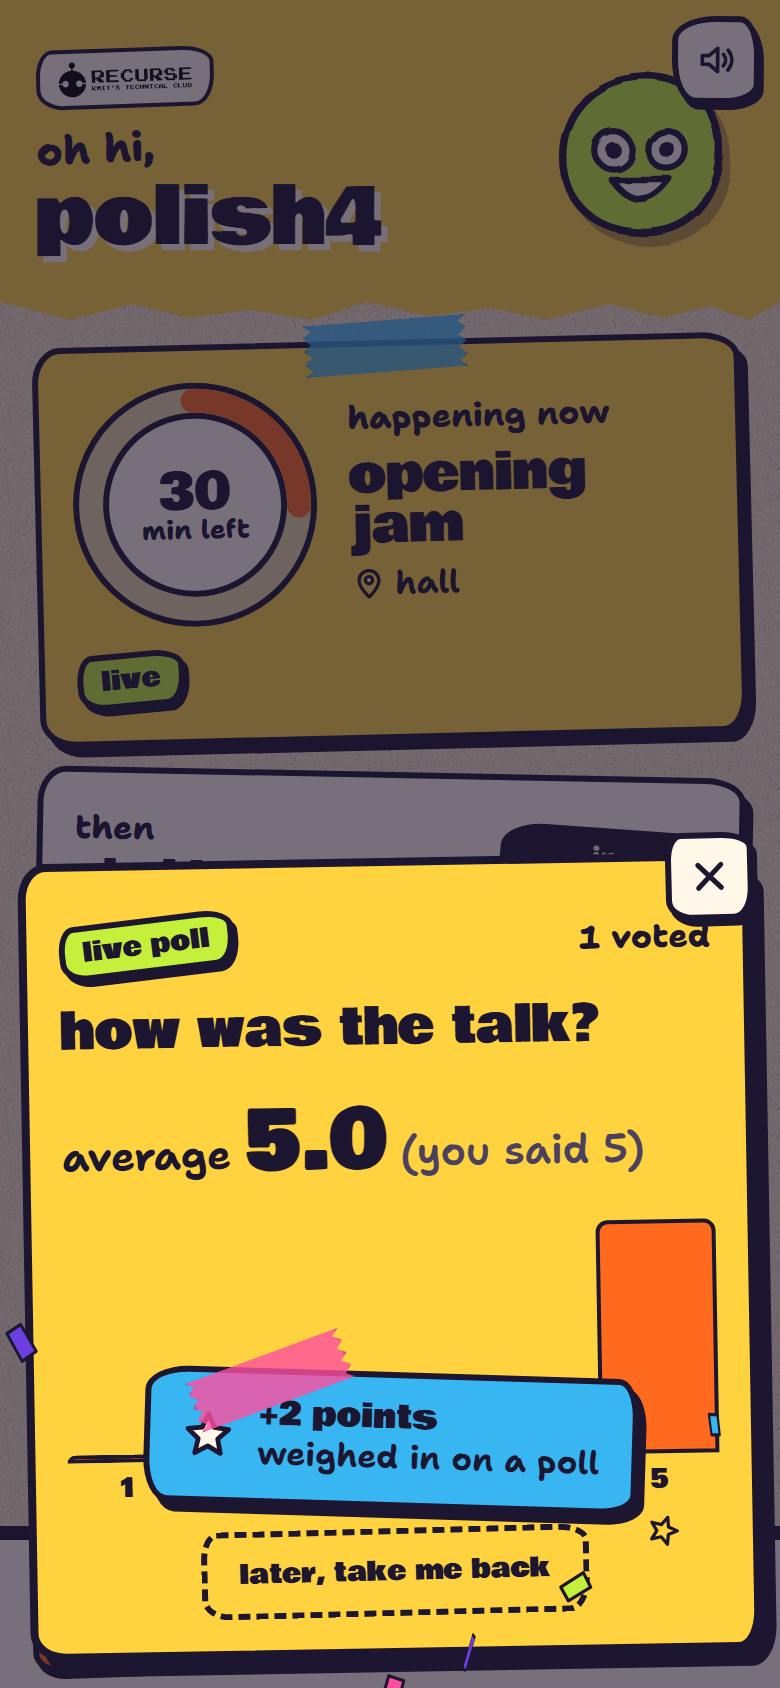 RECURSE
KMIT'S TECHNICAL CLUB
oh hi,
polish4
30
min left
happening now
opening
jam
hall
live
then
live poll
1 voted
how was the talk?
average 5.0 (you said 5)
+2 points
weighed in on a poll
1
5
later, take me back